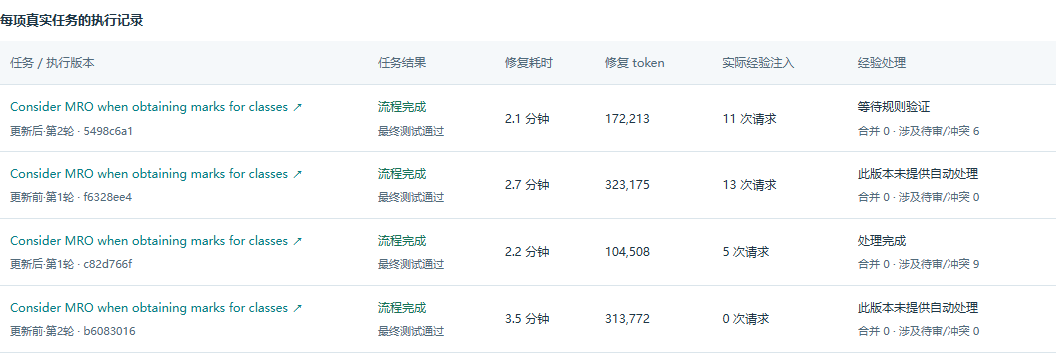 每项真实任务的执行记录
任务 / 执行版本 任务结果 修复耗时 修复 token 实际经验注入 经验处理
Consider MRO when obtaining marks for classes ↗ 流程完成 2.1 分钟 172,213 11 次请求 等待规则验证
更新后·第2轮 · 5498c6a1 最终测试通过 合并 0 · 涉及待审/冲突 6
Consider MRO when obtaining marks for classes ↗ 流程完成 2.7 分钟 323,175 13 次请求 此版本未提供自动处理
更新前·第1轮 · f6328ee4 最终测试通过 合并 0 · 涉及待审/冲突 0
Consider MRO when obtaining marks for classes ↗ 流程完成 2.2 分钟 104,508 5 次请求 处理完成
更新后·第1轮 · c82d766f 最终测试通过 合并 0 · 涉及待审/冲突 9
Consider MRO when obtaining marks for classes ↗ 流程完成 3.5 分钟 313,772 0 次请求 此版本未提供自动处理
更新前·第2轮 · b6083016 最终测试通过 合并 0 · 涉及待审/冲突 0